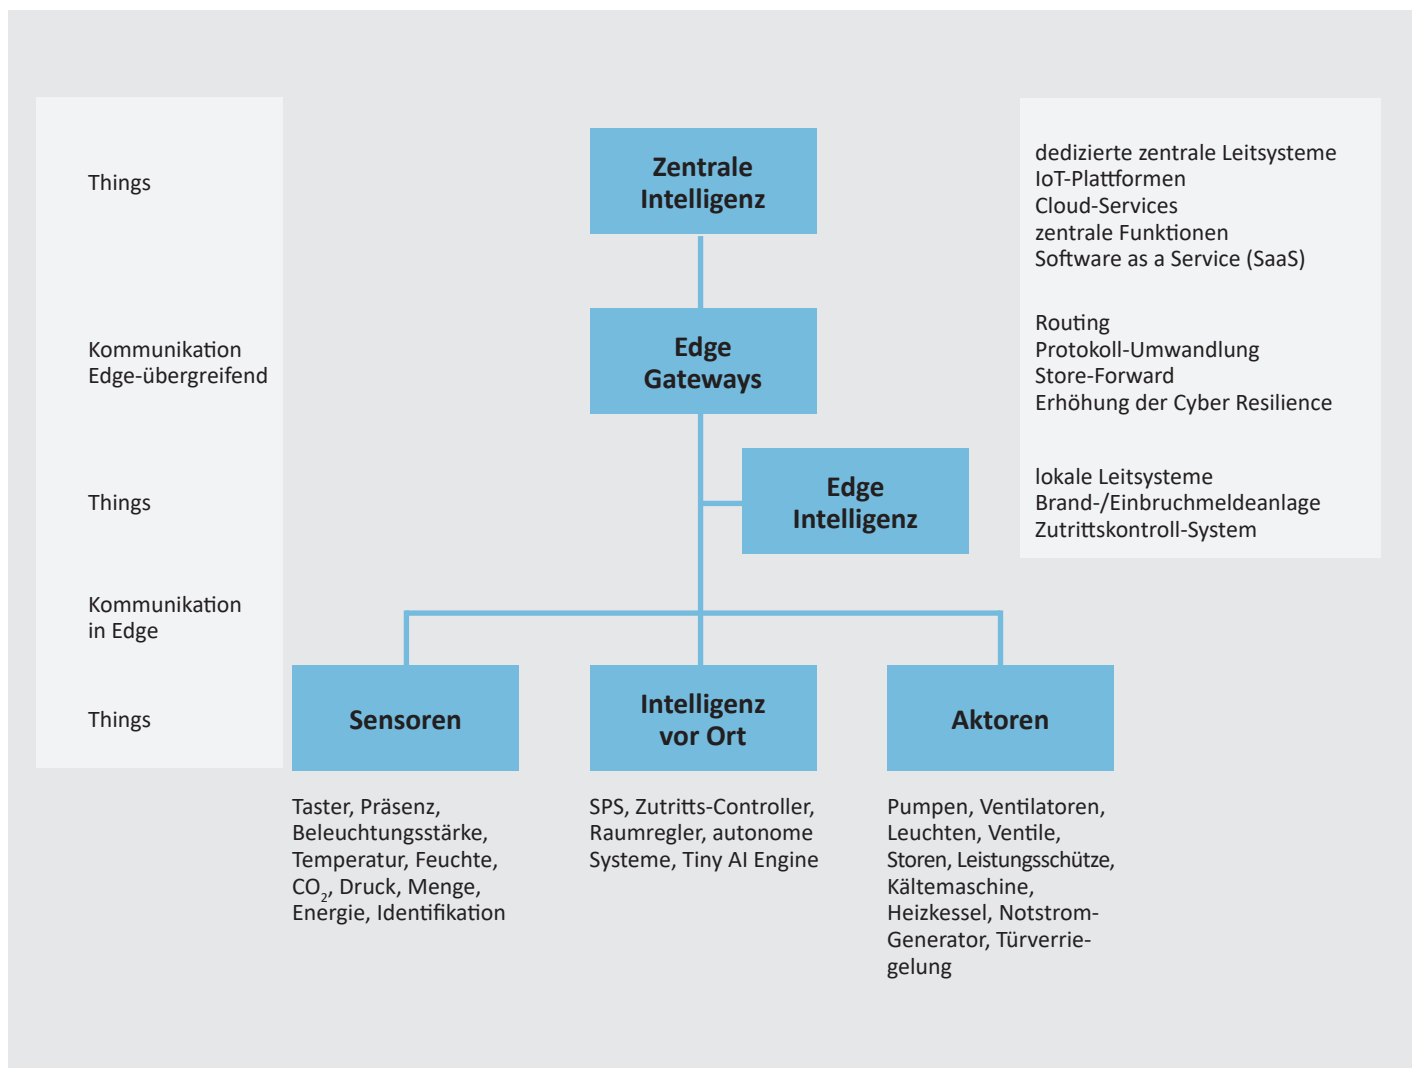 Things
Zentrale
Intelligenz
dedizierte zentrale Leitsysteme
IoT-Plattformen
Cloud-Services
zentrale Funktionen
Software as a Service (SaaS)
Kommunikation
Edge-übergreifend
Edge
Gateways
Routing
Protokoll-Umwandlung
Store-Forward
Erhöhung der Cyber Resilience
Things
Edge
Intelligenz
lokale Leitsysteme
Brand-/Einbruchmeldeanlage
Zutrittskontroll-System
Kommunikation
in Edge
Things
Sensoren
Intelligenz
vor Ort
Aktoren
Taster, Präsenz,
Beleuchtungsstärke,
Temperatur, Feuchte,
CO₂, Druck, Menge,
Energie, Identifikation
SPS, Zutritts-Controller,
Raumregler, autonome
Systeme, Tiny AI Engine
Pumpen, Ventilatoren,
Leuchten, Ventile,
Storen, Leistungsschütze,
Kältemaschine,
Heizkessel, Notstrom-
Generator, Türverrie-
gelung